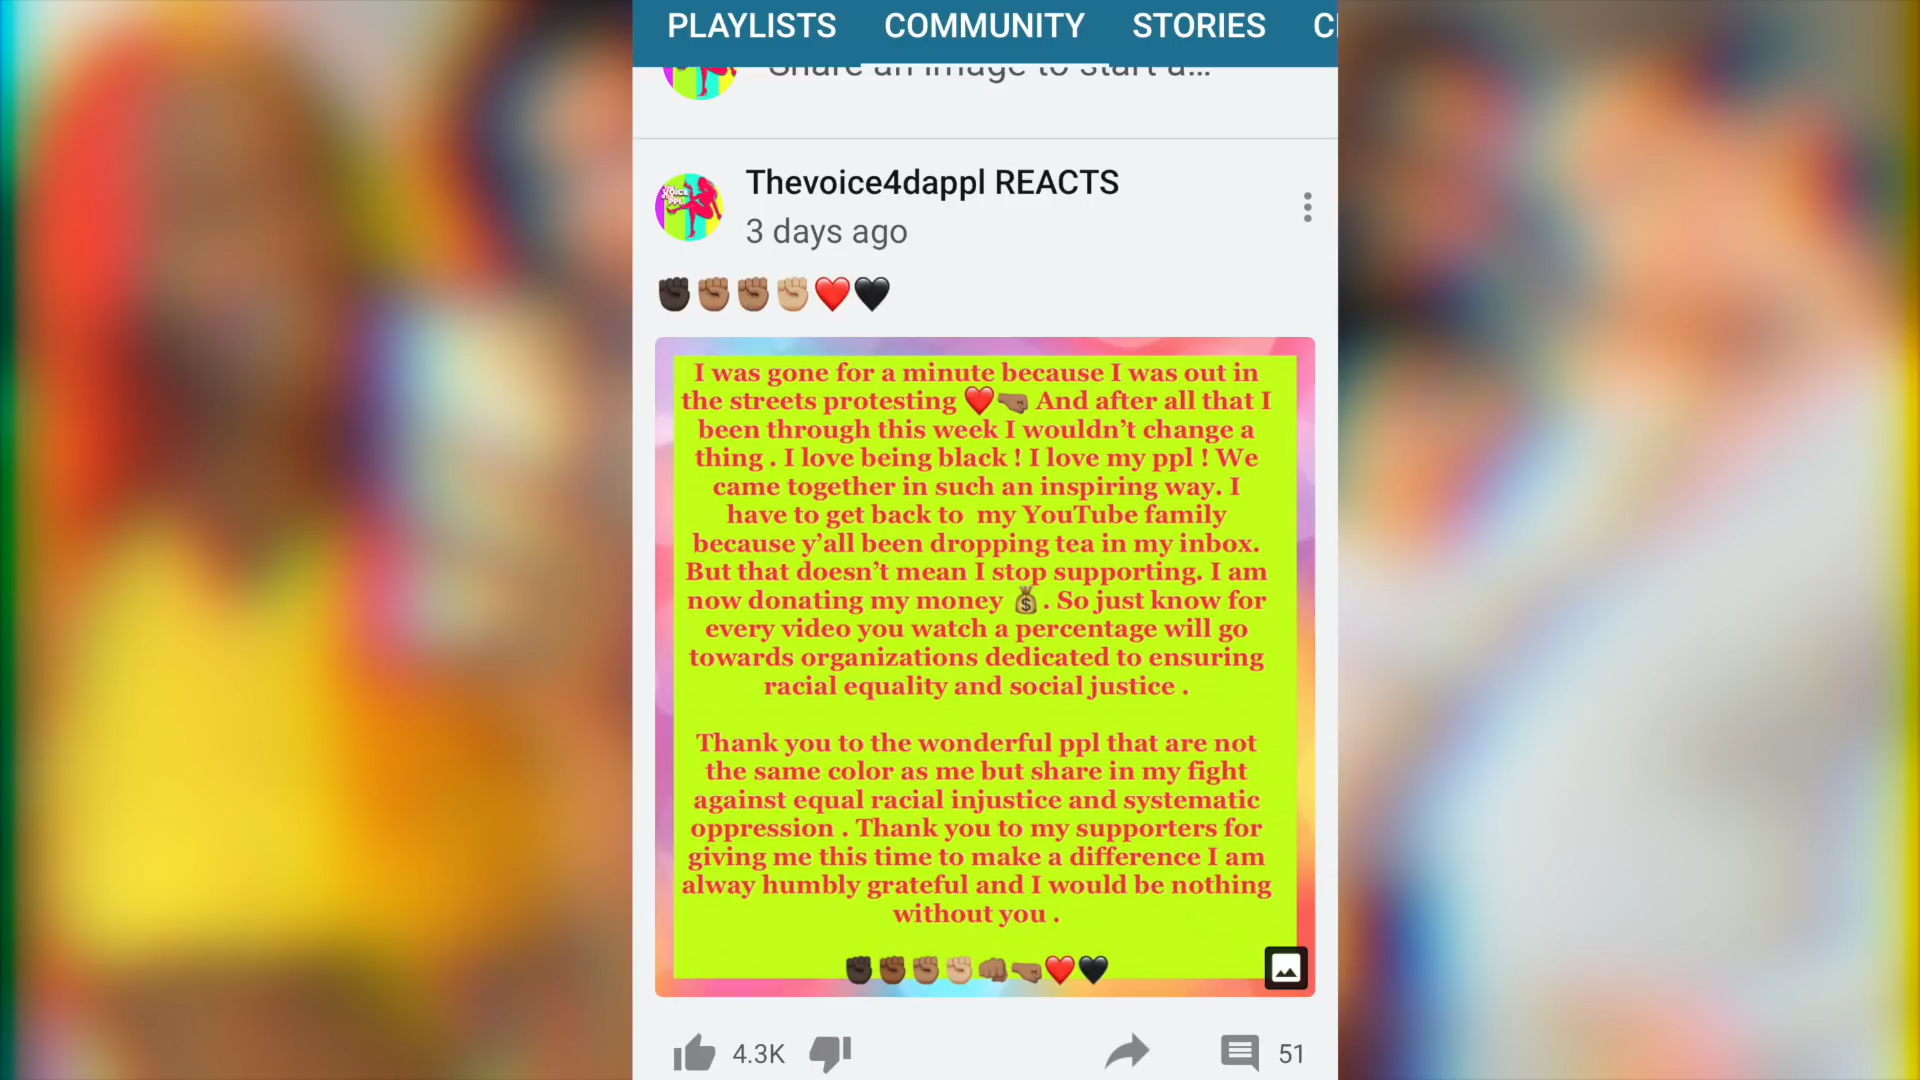 PLAYLISTS COMMUNITY STORIES C
Share an image to start a...
Thevoice4dappl REACTS
3 days ago
✊🏿✊🏽✊🏽✊🏼❤️🖤
I was gone for a minute because I was out in
the streets protesting ❤️🤜🏾 And after all that I
been through this week I wouldn’t change a
thing . I love being black ! I love my ppl ! We
came together in such an inspiring way. I
have to get back to  my YouTube family
because y’all been dropping tea in my inbox.
But that doesn’t mean I stop supporting. I am
now donating my money 💰 . So just know for
every video you watch a percentage will go
towards organizations dedicated to ensuring
racial equality and social justice .
Thank you to the wonderful ppl that are not
the same color as me but share in my fight
against equal racial injustice and systematic
oppression . Thank you to my supporters for
giving me this time to make a difference I am
alway humbly grateful and I would be nothing
without you .
✊🏿✊🏾✊🏽✊🏼👊🏽🤜🏽❤️🖤
4.3K 51